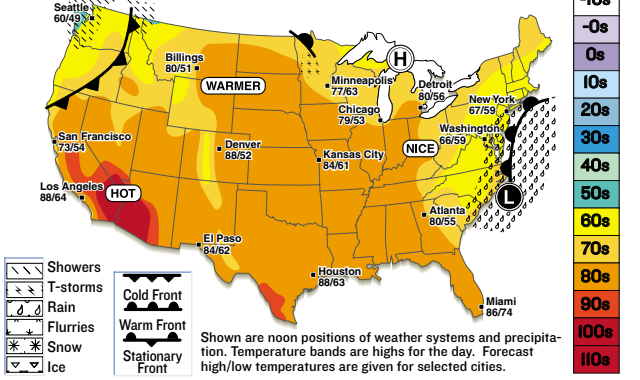 Seattle
60/49
Billings
80/51
WARMER
Minneapolis
77/63
H
Detroit
80/56
Chicago
79/53
New York
67/59
Washington
66/59
San Francisco
73/54
Denver
88/52
Kansas City
84/61
NICE
Los Angeles
88/64
HOT
L
Atlanta
80/55
El Paso
84/62
Houston
88/63
Miami
86/74
Showers
T-storms
Rain
Flurries
Snow
Ice
Cold Front
Warm Front
Stationary
Front
Shown are noon positions of weather systems and precipita-
tion. Temperature bands are highs for the day. Forecast
high/low temperatures are given for selected cities.
-10s
-0s
0s
10s
20s
30s
40s
50s
60s
70s
80s
90s
100s
110s